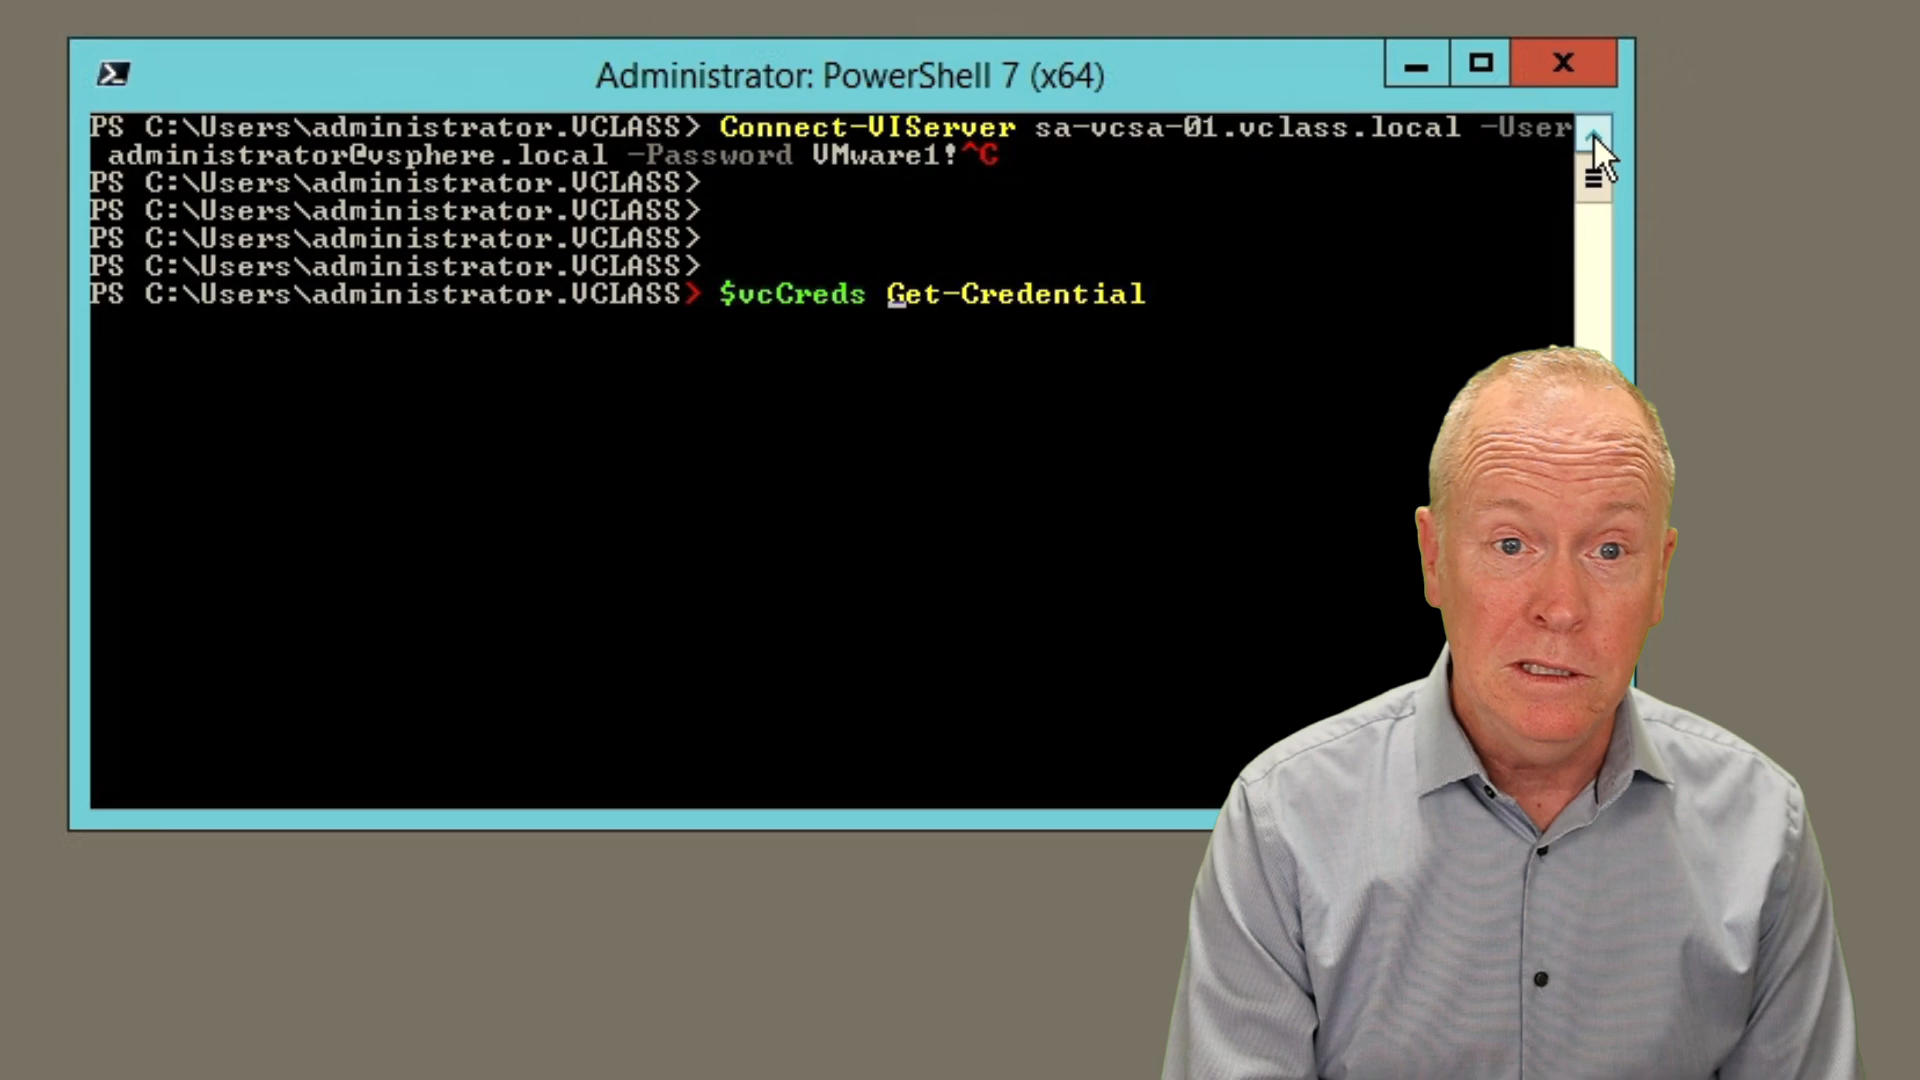 Administrator: PowerShell 7 (x64)
PS C:\Users\administrator.VCLASS> Connect-VIServer sa-vcsa-01.vclass.local -User
administrator@vsphere.local -Password VMware1!^C
PS C:\Users\administrator.VCLASS>
PS C:\Users\administrator.VCLASS>
PS C:\Users\administrator.VCLASS>
PS C:\Users\administrator.VCLASS>
PS C:\Users\administrator.VCLASS> $vcCreds Get-Credential